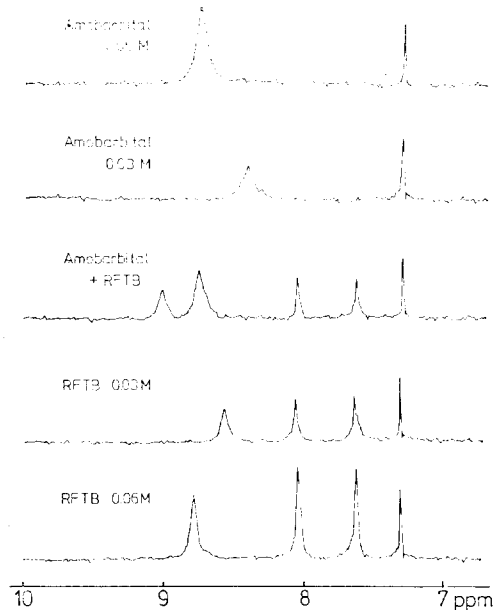 Amobarbital
M
Amobarbital
0.03 M
Amobarbital
+ RFTB
RFTB 0.03M
RFTB 0.06M
10 9 8 7 ppm